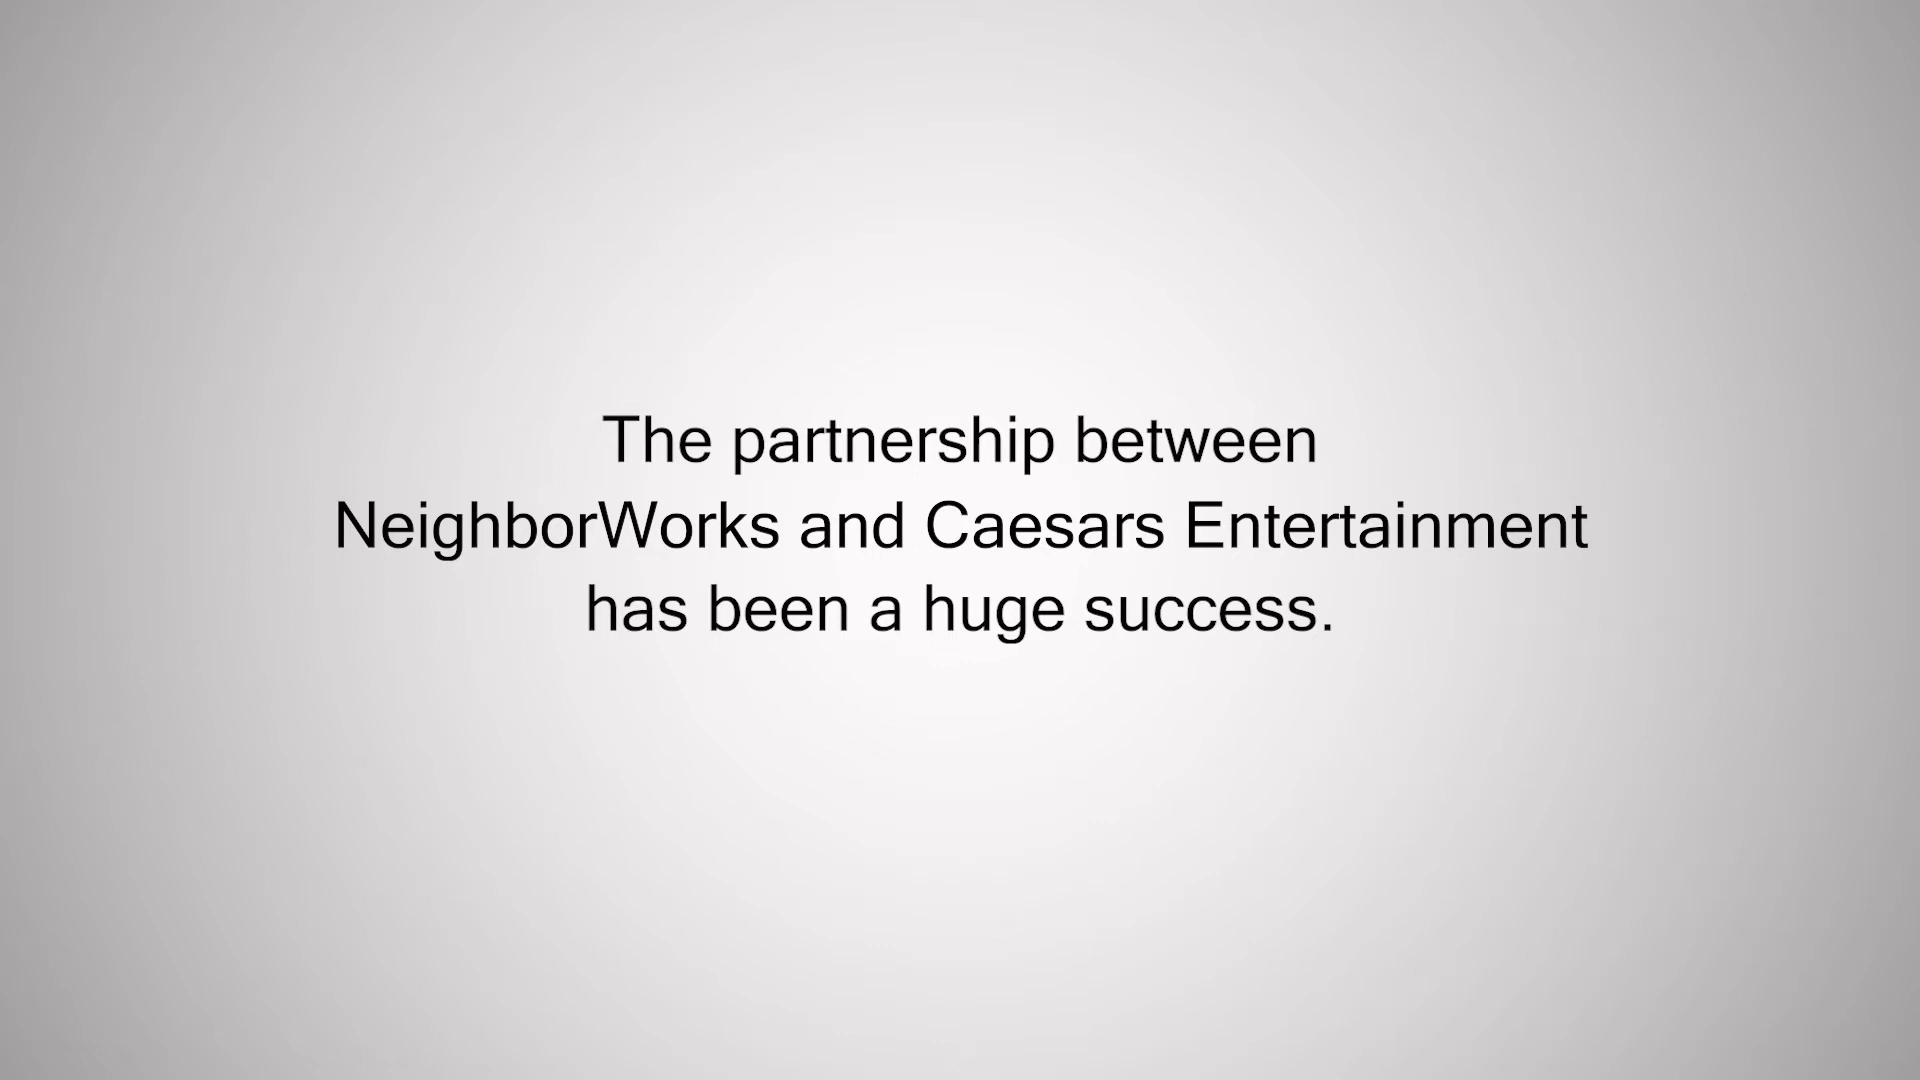 The partnership between
NeighborWorks and Caesars Entertainment
has been a huge success.